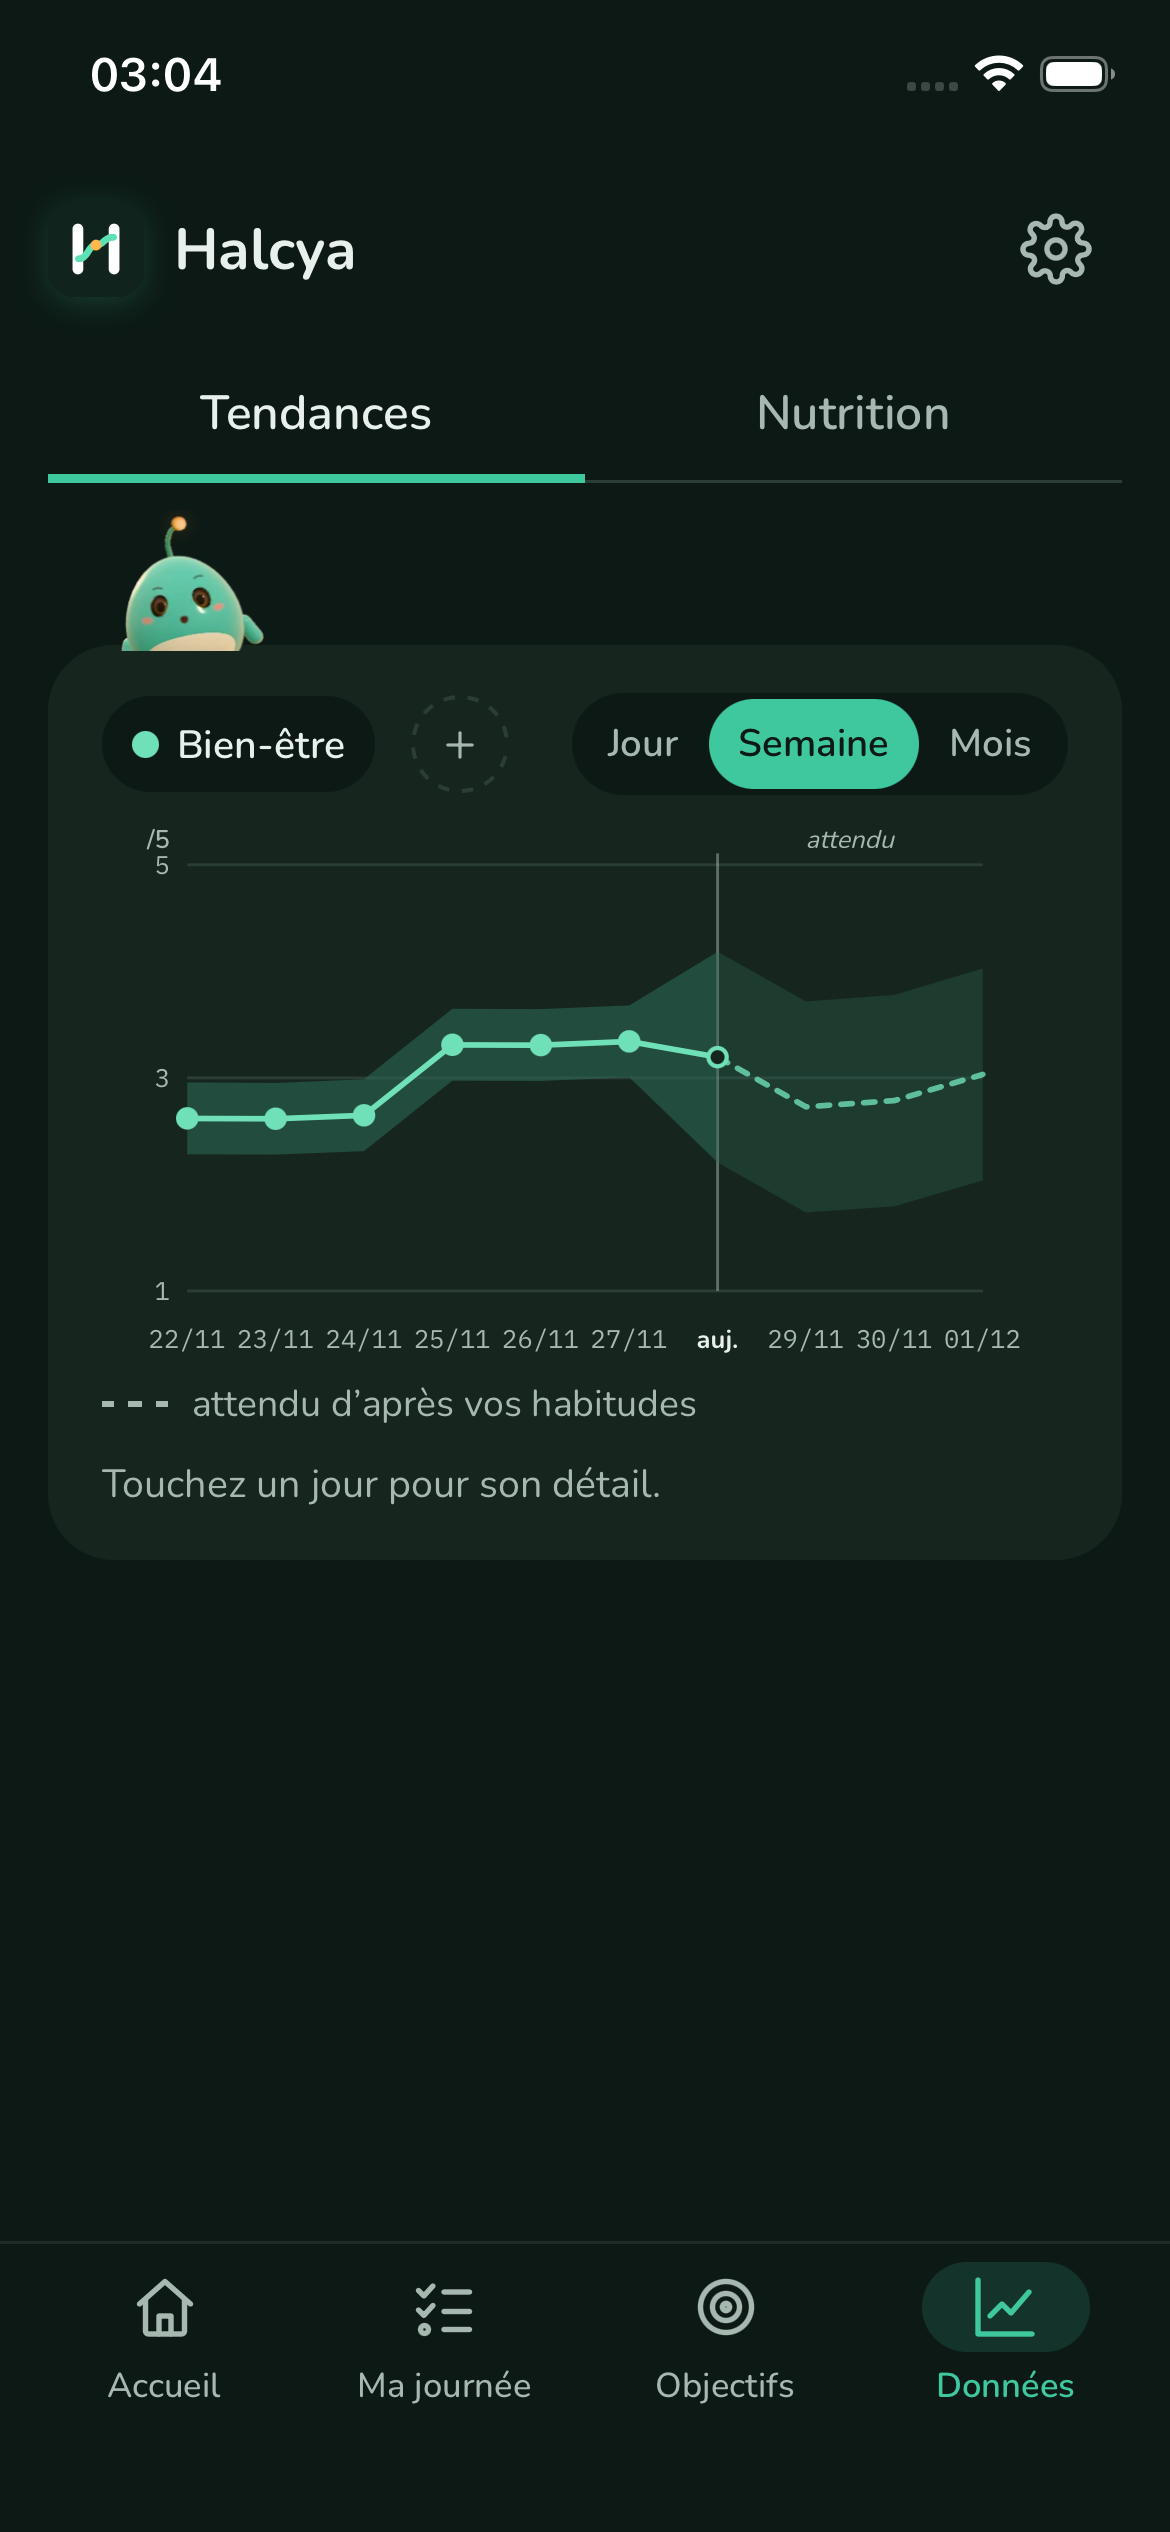 03:04
Halcya
Tendances Nutrition
Bien-être + Jour Semaine Mois
/5 attendu
5
3
1
22/11 23/11 24/11 25/11 26/11 27/11 auj. 29/11 30/11 01/12
attendu d’après vos habitudes
Touchez un jour pour son détail.
Accueil Ma journée Objectifs Données